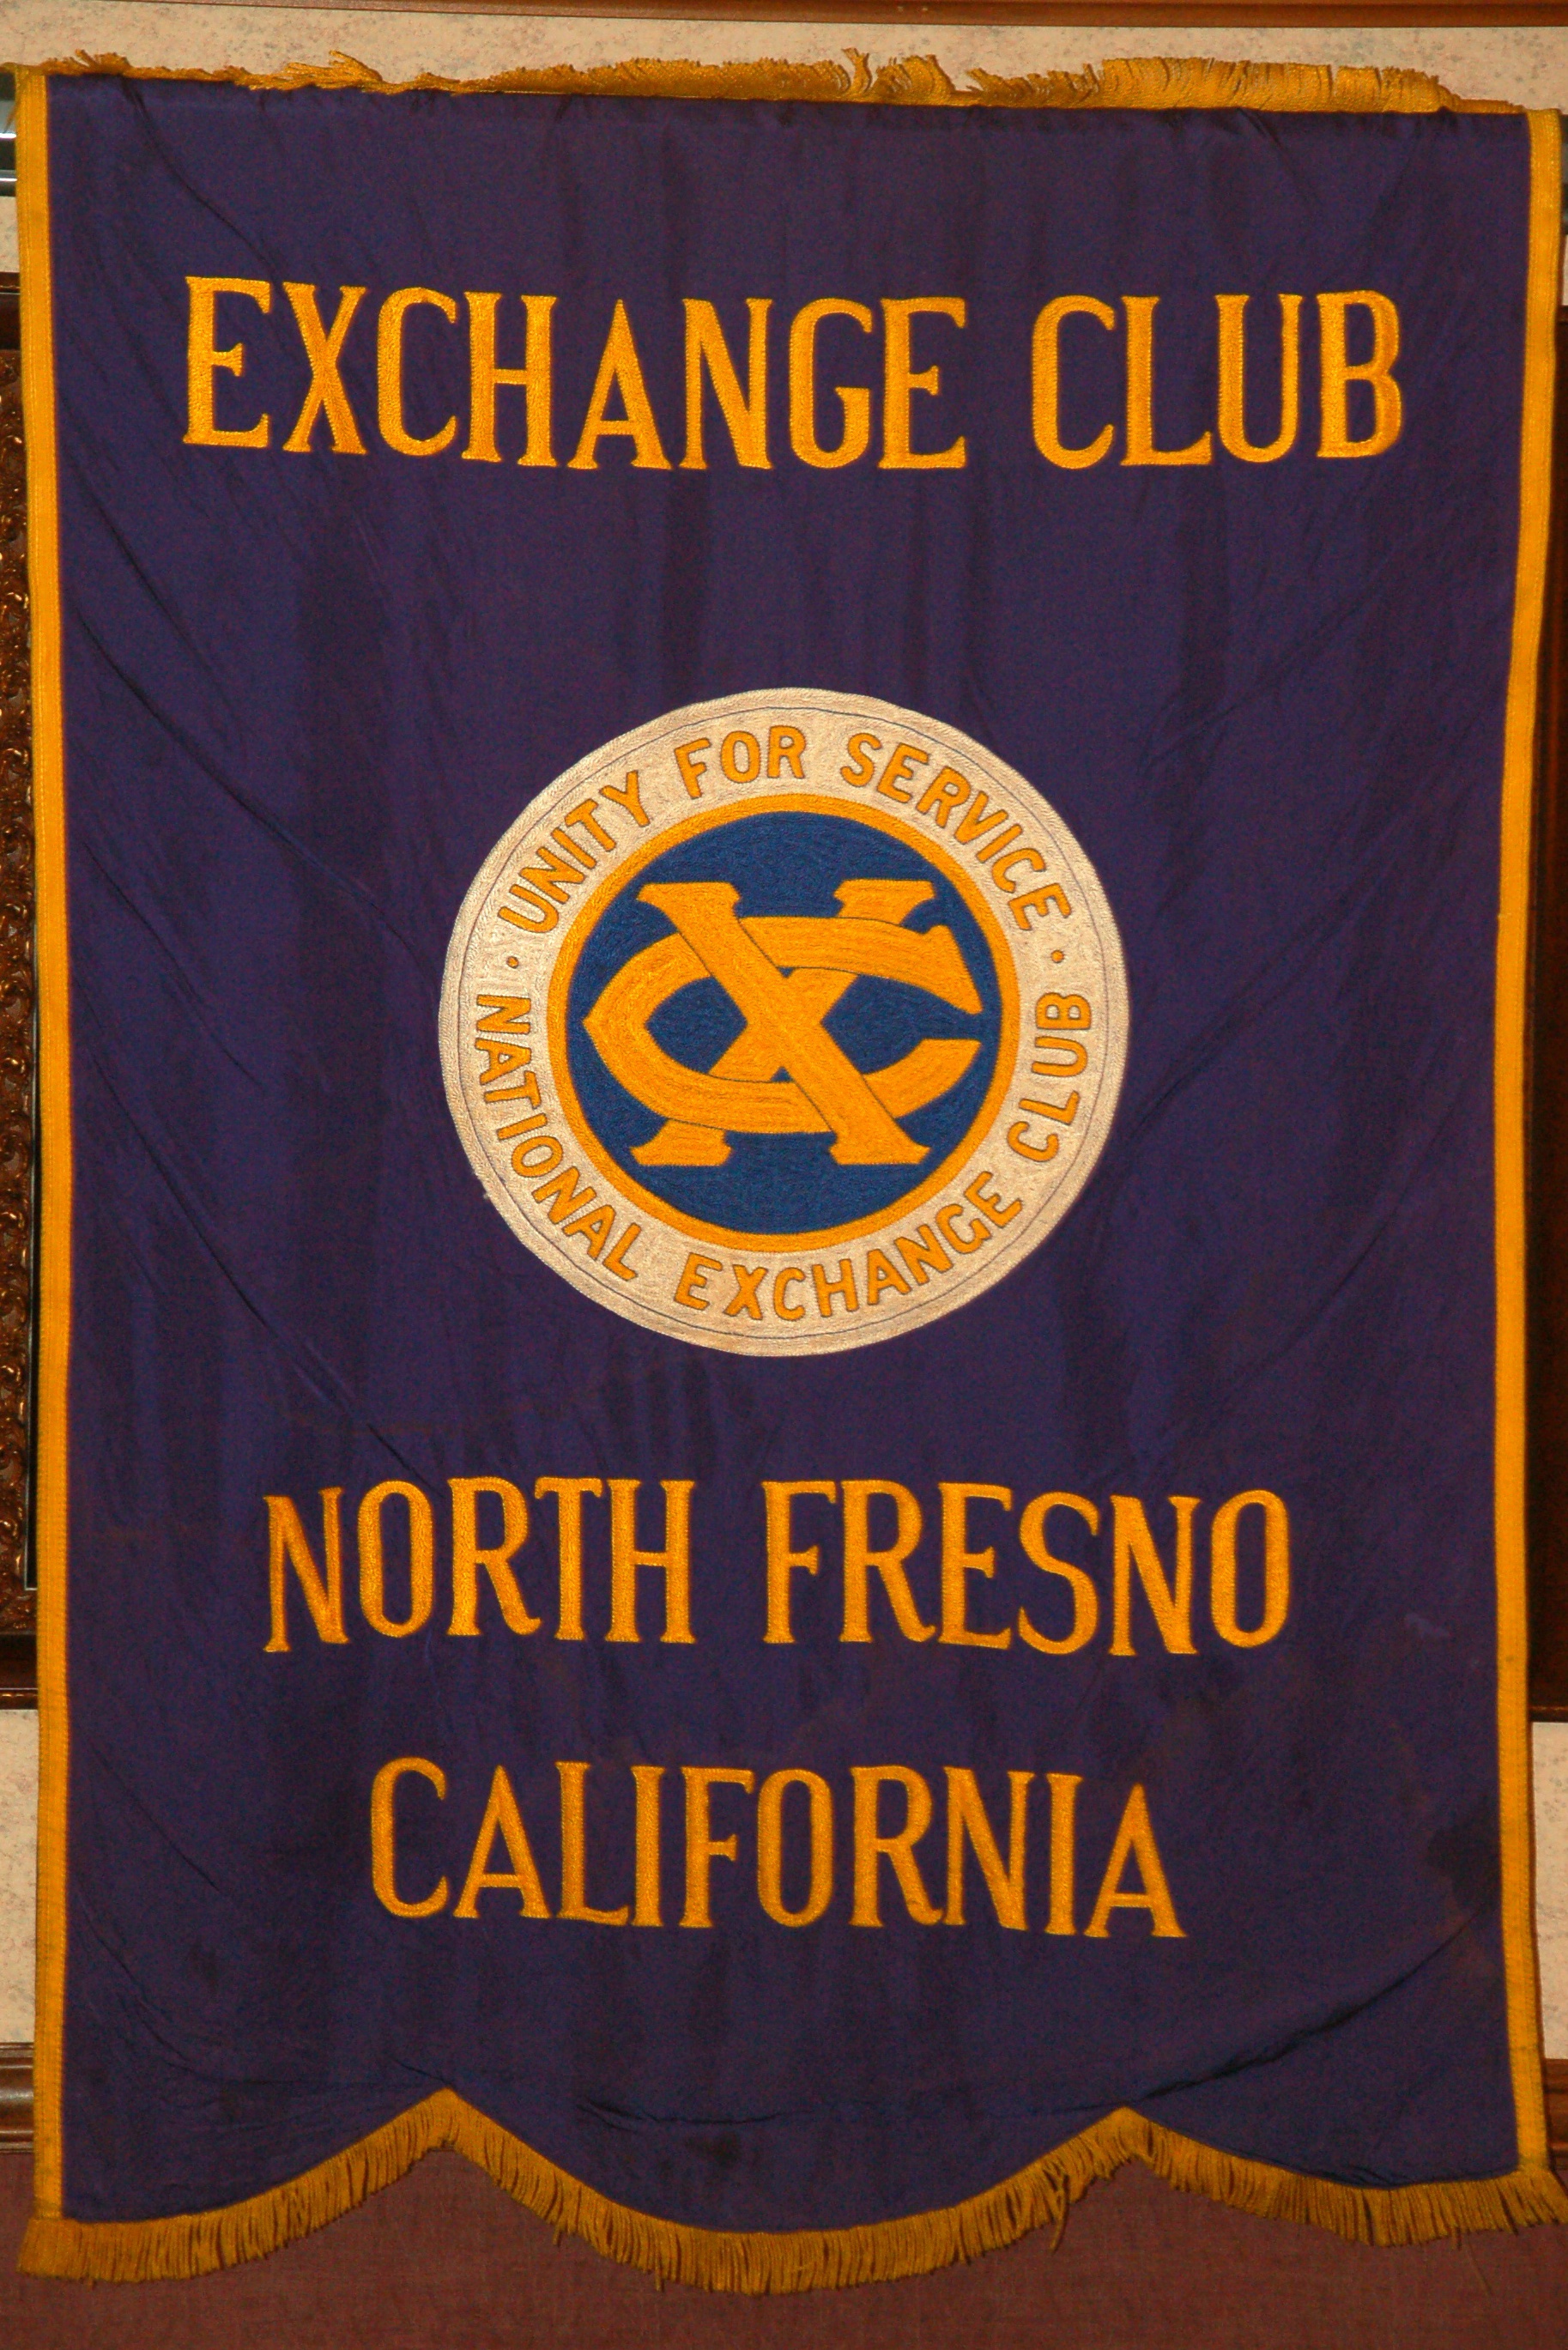 EXCHANGE CLUB
· UNITY FOR SERVICE ·
NATIONAL EXCHANGE CLUB
XC
NORTH FRESNO
CALIFORNIA